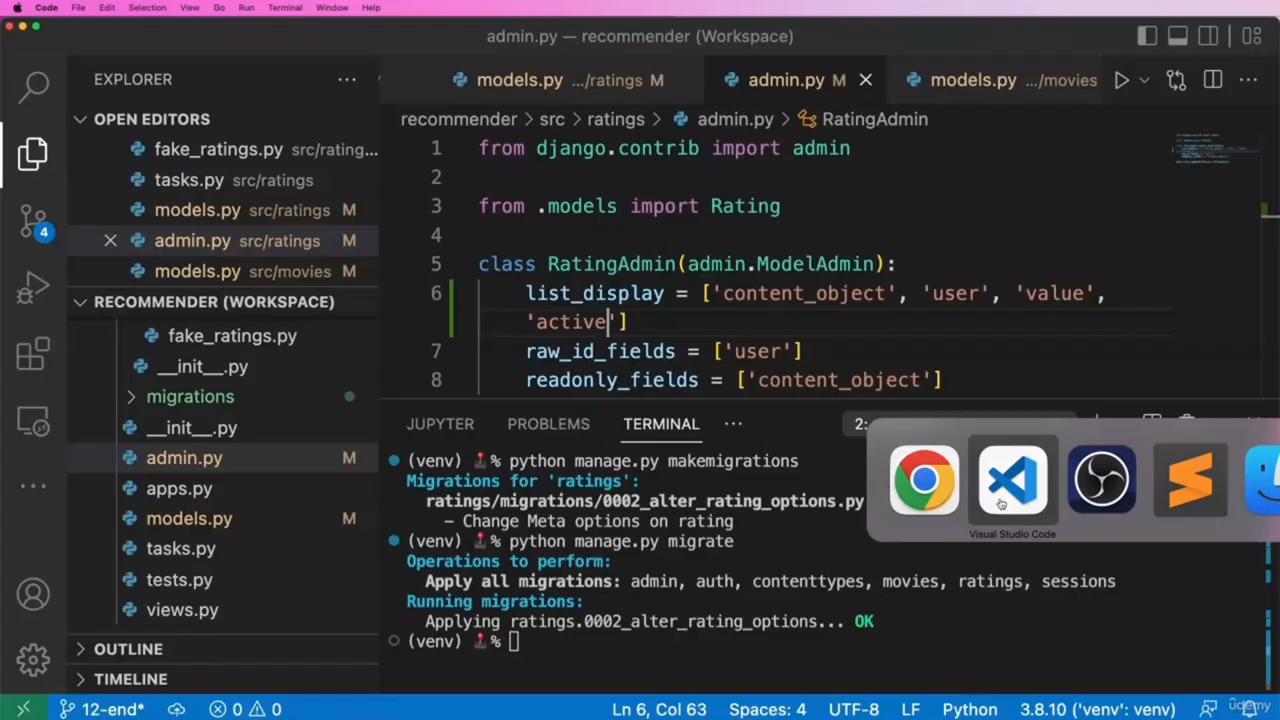 Code File Edit Selection View Go Run Terminal Window Help
admin.py — recommender (Workspace)
EXPLORER
OPEN EDITORS
fake_ratings.py src/rating...
tasks.py src/ratings
models.py src/ratings M
admin.py src/ratings M
models.py src/movies M
RECOMMENDER (WORKSPACE)
fake_ratings.py
__init__.py
migrations
__init__.py
admin.py M
apps.py
models.py M
tasks.py
tests.py
views.py
OUTLINE
TIMELINE
4
models.py .../ratings M
admin.py M
models.py .../movies
recommender > src > ratings > admin.py > RatingAdmin
1 from django.contrib import admin
2
3 from .models import Rating
4
5 class RatingAdmin(admin.ModelAdmin):
6 list_display = ['content_object', 'user', 'value',
'active']
7 raw_id_fields = ['user']
8 readonly_fields = ['content_object']
JUPYTER PROBLEMS TERMINAL ... 2:
(venv) % python manage.py makemigrations
Migrations for 'ratings':
ratings/migrations/0002_alter_rating_options.py
- Change Meta options on rating
(venv) % python manage.py migrate
Operations to perform:
Apply all migrations: admin, auth, contenttypes, movies, ratings, sessions
Running migrations:
Applying ratings.0002_alter_rating_options... OK
(venv) %
Visual Studio Code
12-end* 0 0 Ln 6, Col 63 Spaces: 4 UTF-8 LF Python 3.8.10 ('venv': venv)
udemy